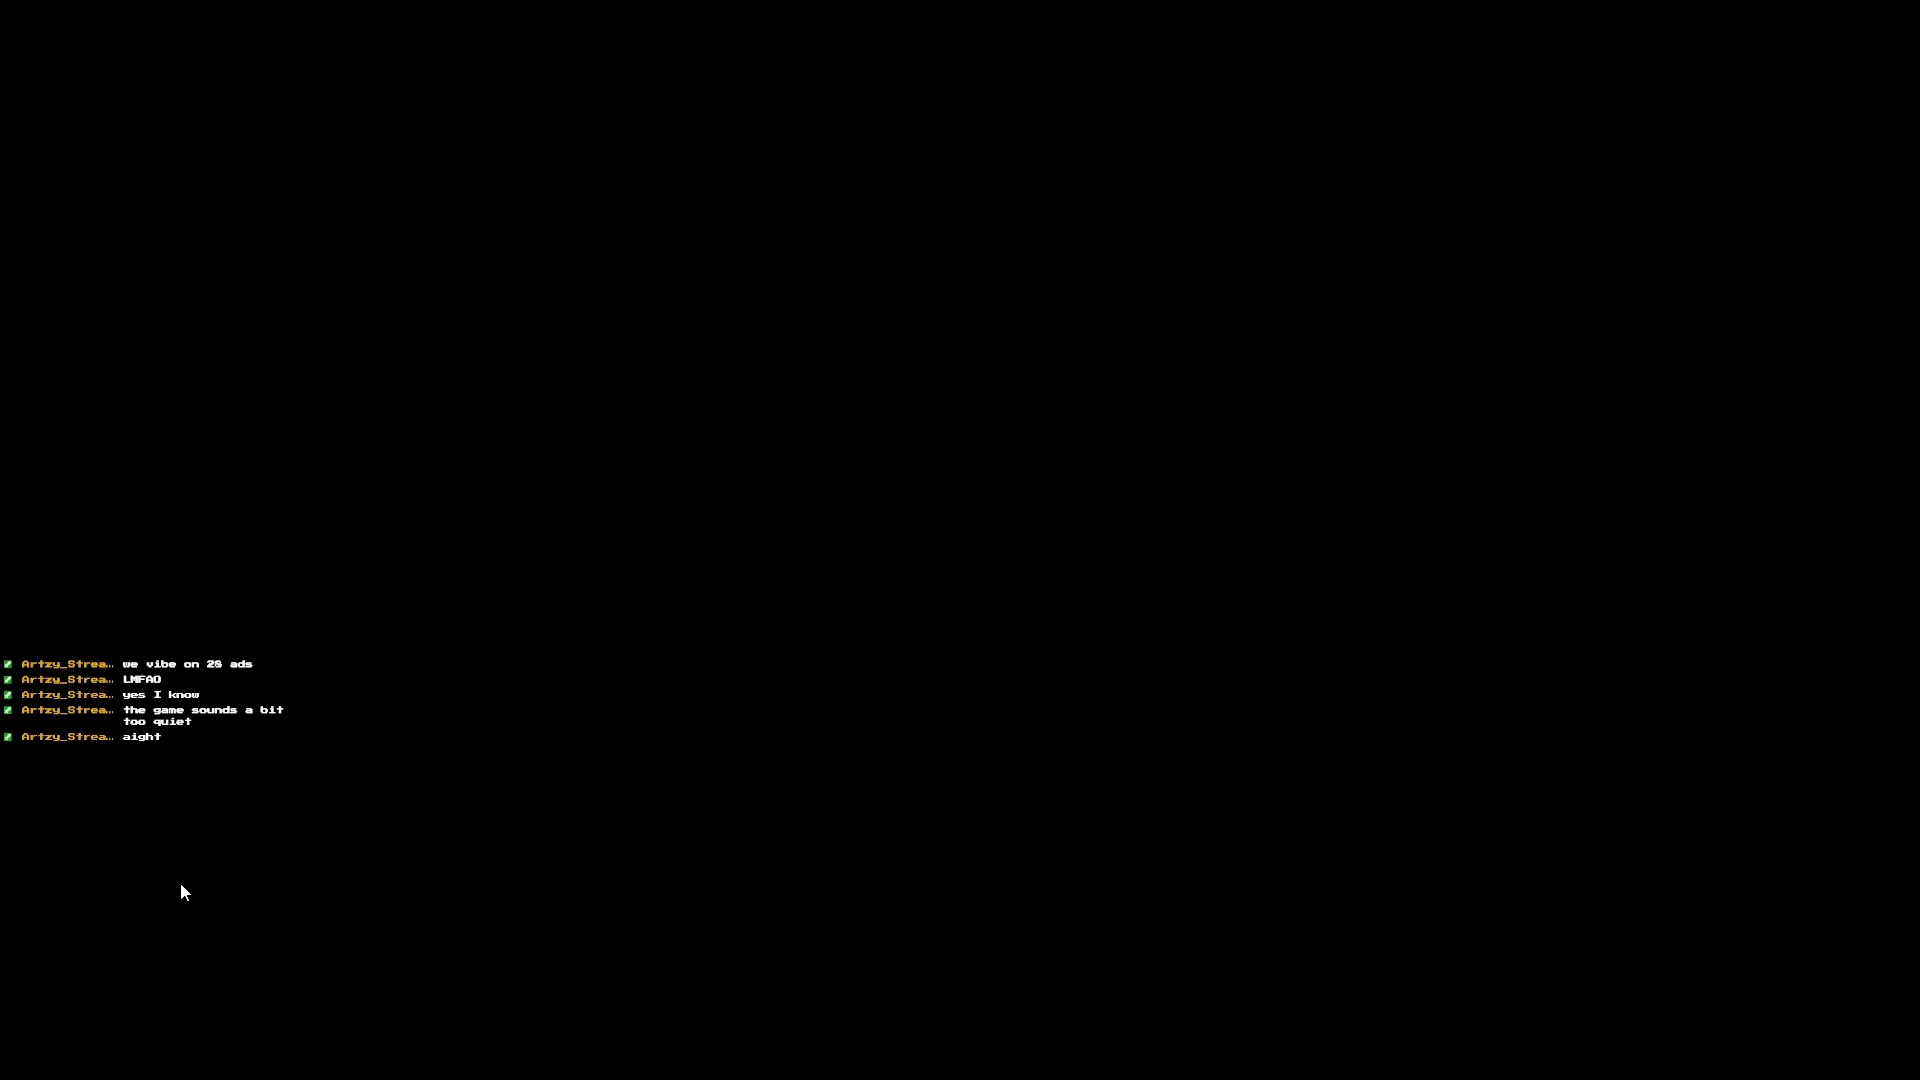 Artzy_Strea… we vibe on 28 ads
Artzy_Strea… LMFAO
Artzy_Strea… yes I know
Artzy_Strea… the game sounds a bit
too quiet
Artzy_Strea… aight